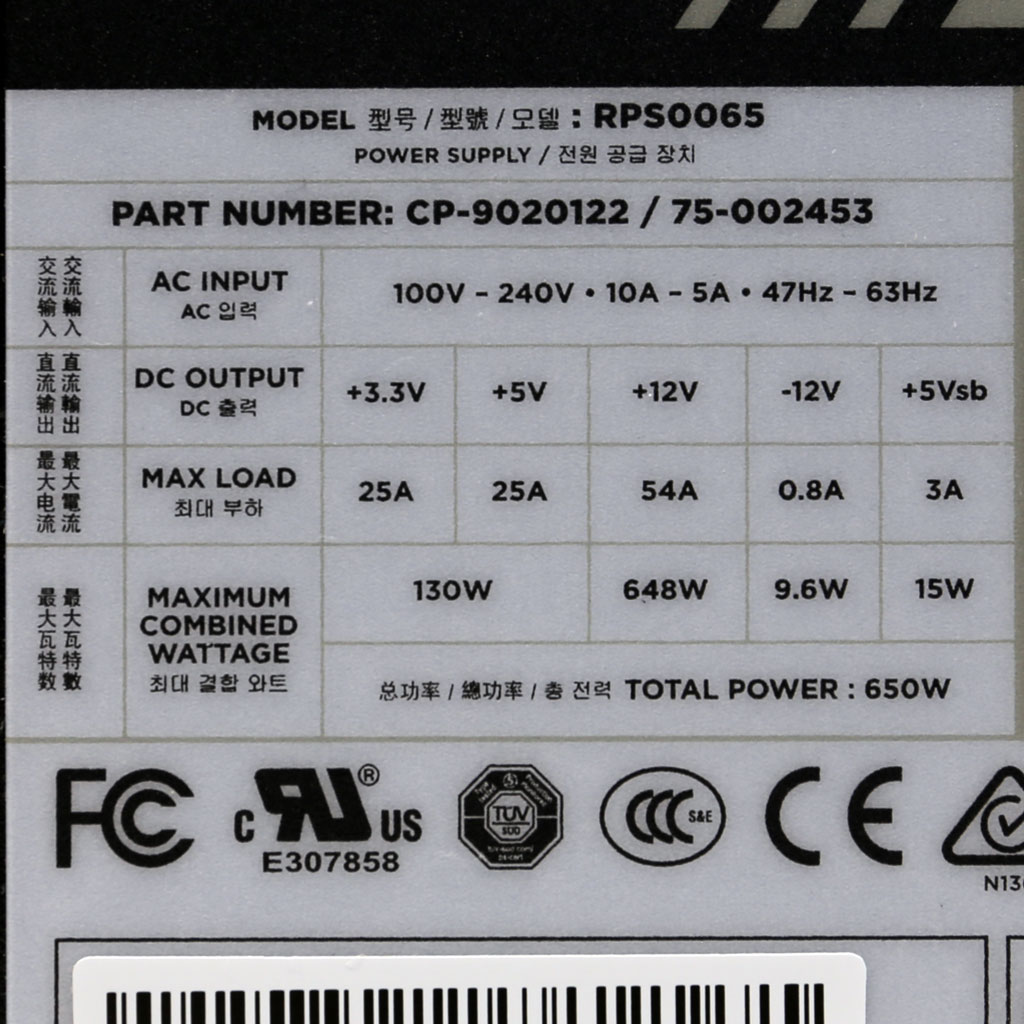 MODEL 型号 / 型號 / 모델 : RPS0065
POWER SUPPLY / 전원 공급 장치
PART NUMBER: CP-9020122 / 75-002453
交流输入
交流輸入
AC INPUT
AC 입력
100V - 240V • 10A - 5A • 47Hz - 63Hz
直流输出
直流輸出
DC OUTPUT
DC 출력
+3.3V +5V +12V -12V +5Vsb
最大电流
最大電流
MAX LOAD
최대 부하
25A 25A 54A 0.8A 3A
最大瓦特数
最大瓦特數
MAXIMUM
COMBINED
WATTAGE
최대 결합 와트
130W 648W 9.6W 15W
总功率 / 總功率 / 총 전력 TOTAL POWER : 650W
FC
C RU ® US
E307858
TÜV
SÜD
CCC S&E
CE